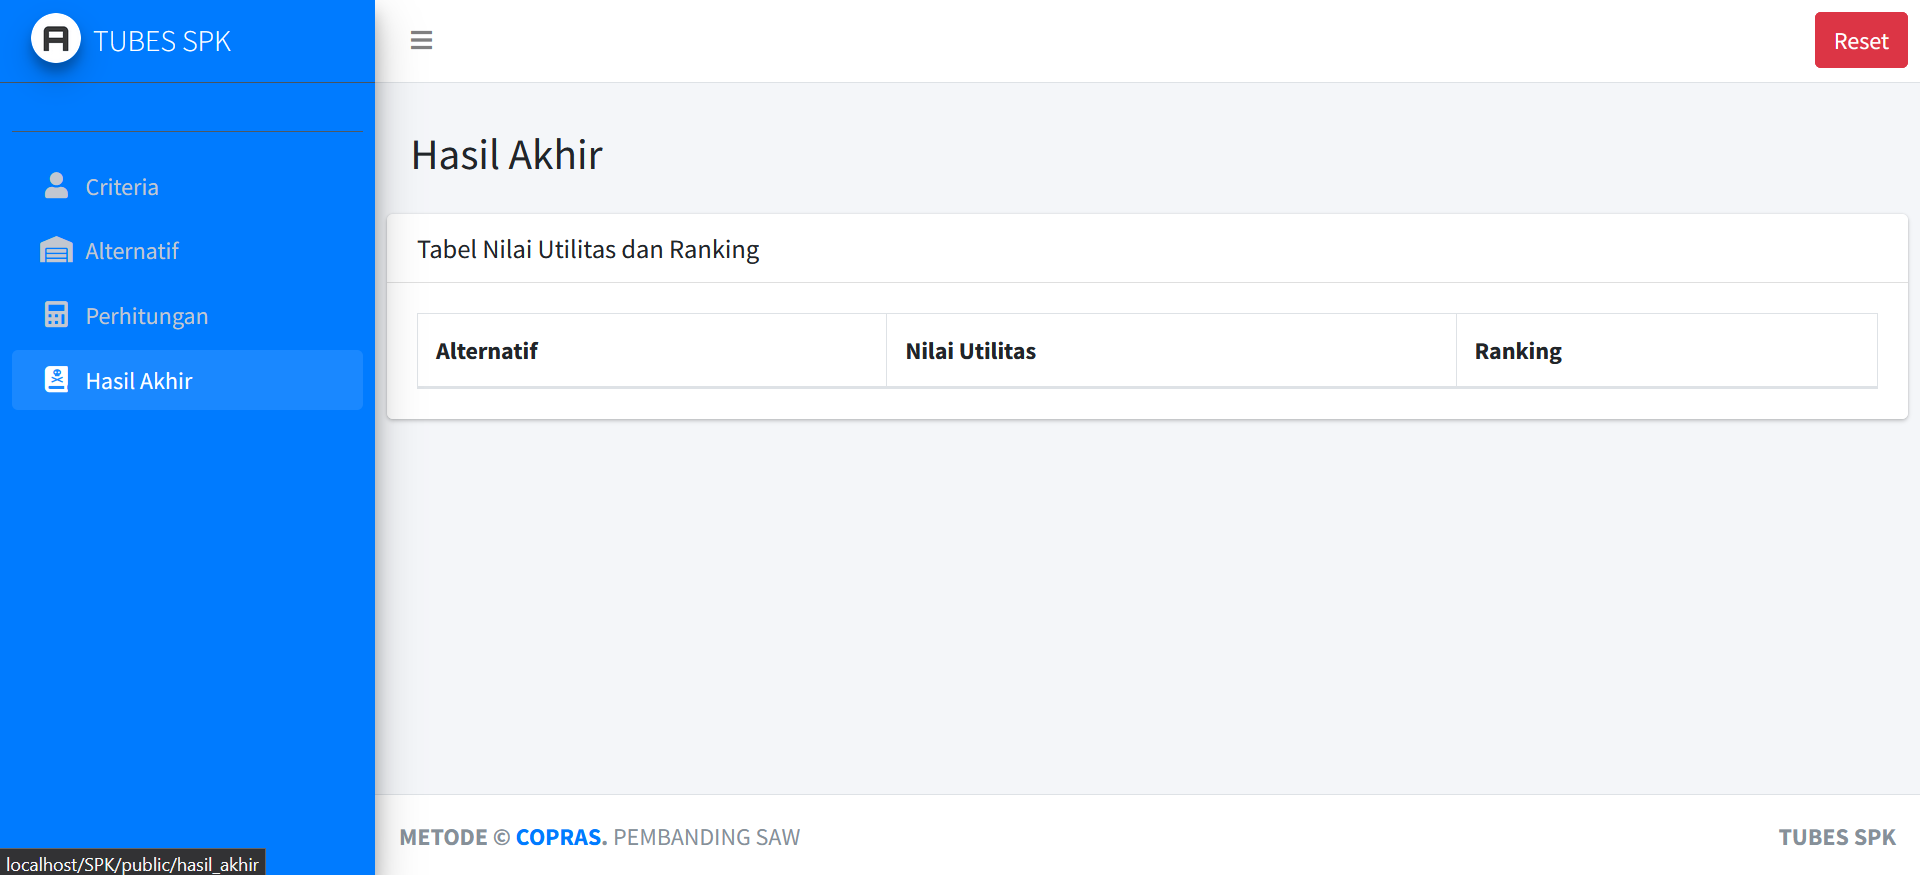 TUBES SPK
Reset
Criteria
Alternatif
Perhitungan
Hasil Akhir
Hasil Akhir
Tabel Nilai Utilitas dan Ranking
Alternatif Nilai Utilitas Ranking
METODE © COPRAS. PEMBANDING SAW
TUBES SPK
localhost/SPK/public/hasil_akhir